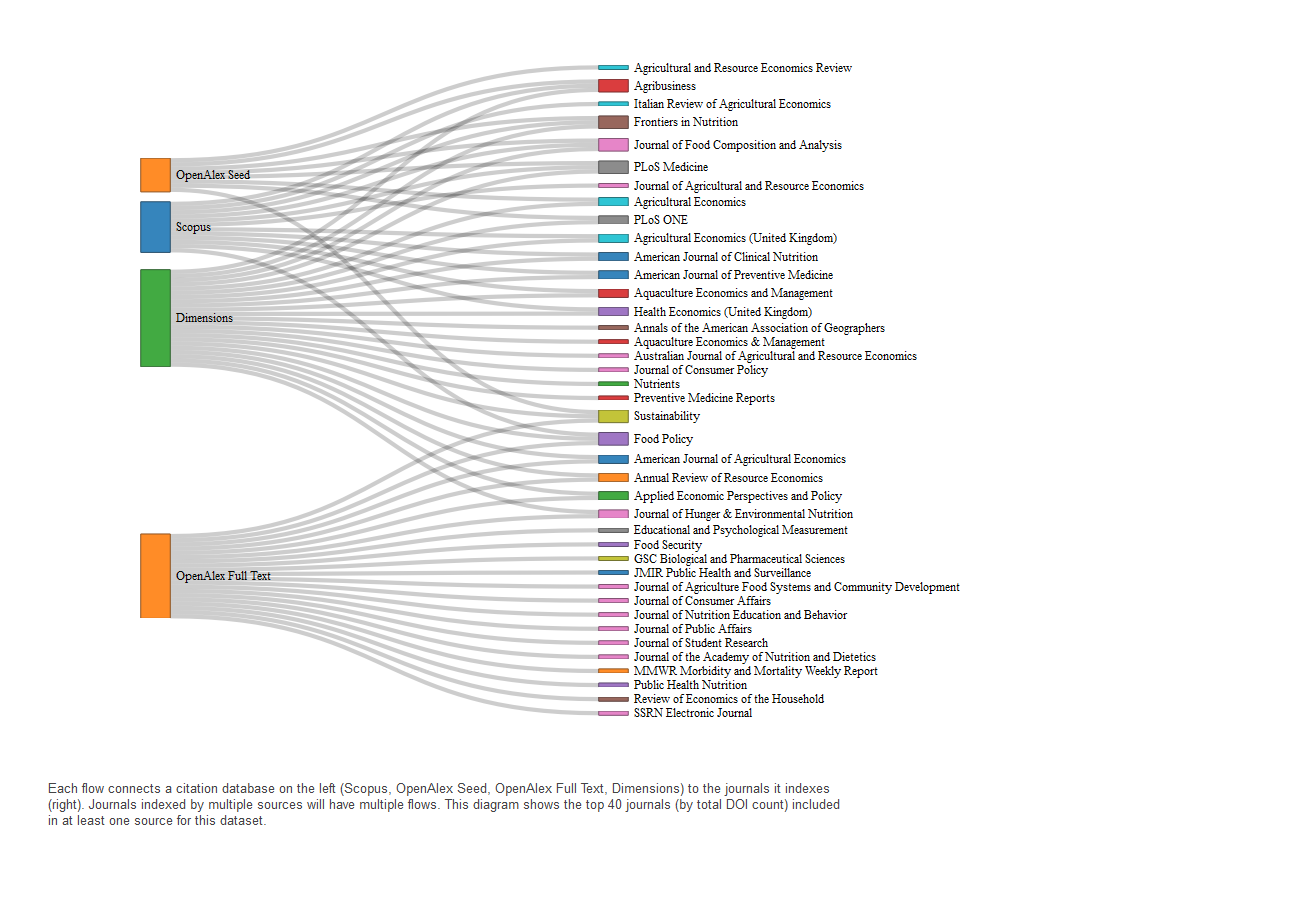 OpenAlex Seed
Scopus
Dimensions
OpenAlex Full Text
Agricultural and Resource Economics Review
Agribusiness
Italian Review of Agricultural Economics
Frontiers in Nutrition
Journal of Food Composition and Analysis
PLoS Medicine
Journal of Agricultural and Resource Economics
Agricultural Economics
PLoS ONE
Agricultural Economics (United Kingdom)
American Journal of Clinical Nutrition
American Journal of Preventive Medicine
Aquaculture Economics and Management
Health Economics (United Kingdom)
Annals of the American Association of Geographers
Aquaculture Economics & Management
Australian Journal of Agricultural and Resource Economics
Journal of Consumer Policy
Nutrients
Preventive Medicine Reports
Sustainability
Food Policy
American Journal of Agricultural Economics
Annual Review of Resource Economics
Applied Economic Perspectives and Policy
Journal of Hunger & Environmental Nutrition
Educational and Psychological Measurement
Food Security
GSC Biological and Pharmaceutical Sciences
JMIR Public Health and Surveillance
Journal of Agriculture Food Systems and Community Development
Journal of Consumer Affairs
Journal of Nutrition Education and Behavior
Journal of Public Affairs
Journal of Student Research
Journal of the Academy of Nutrition and Dietetics
MMWR Morbidity and Mortality Weekly Report
Public Health Nutrition
Review of Economics of the Household
SSRN Electronic Journal
Each flow connects a citation database on the left (Scopus, OpenAlex Seed, OpenAlex Full Text, Dimensions) to the journals it indexes
(right). Journals indexed by multiple sources will have multiple flows. This diagram shows the top 40 journals (by total DOI count) included
in at least one source for this dataset.